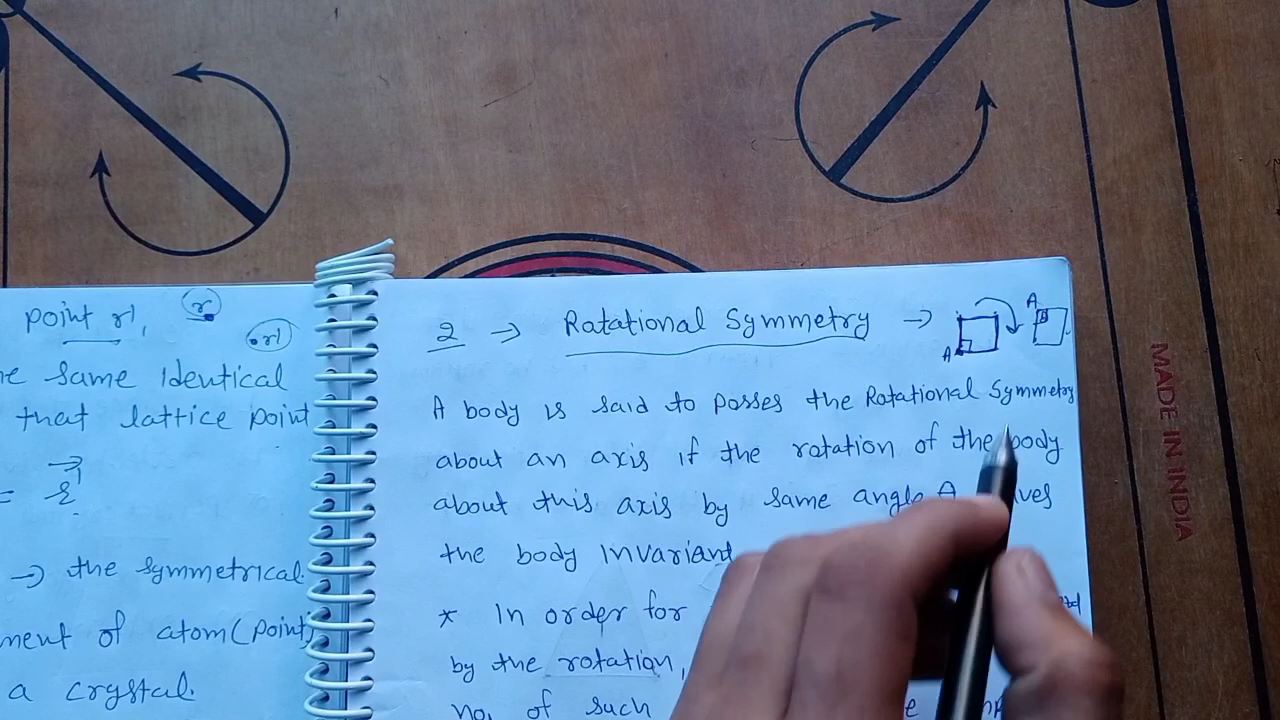 point r',
r
.r'
he same identical
that lattice point
= r'
→ the symmetrical
ment of atom (point)
a crystal.
2 → Rotational Symmetry →
A
A
A body is said to posses the Rotational Symmetry
about an axis if the rotation of the body
about this axis by same angle
the body invariant
* In order for
by the rotation,
no. of such
MADE IN INDIA